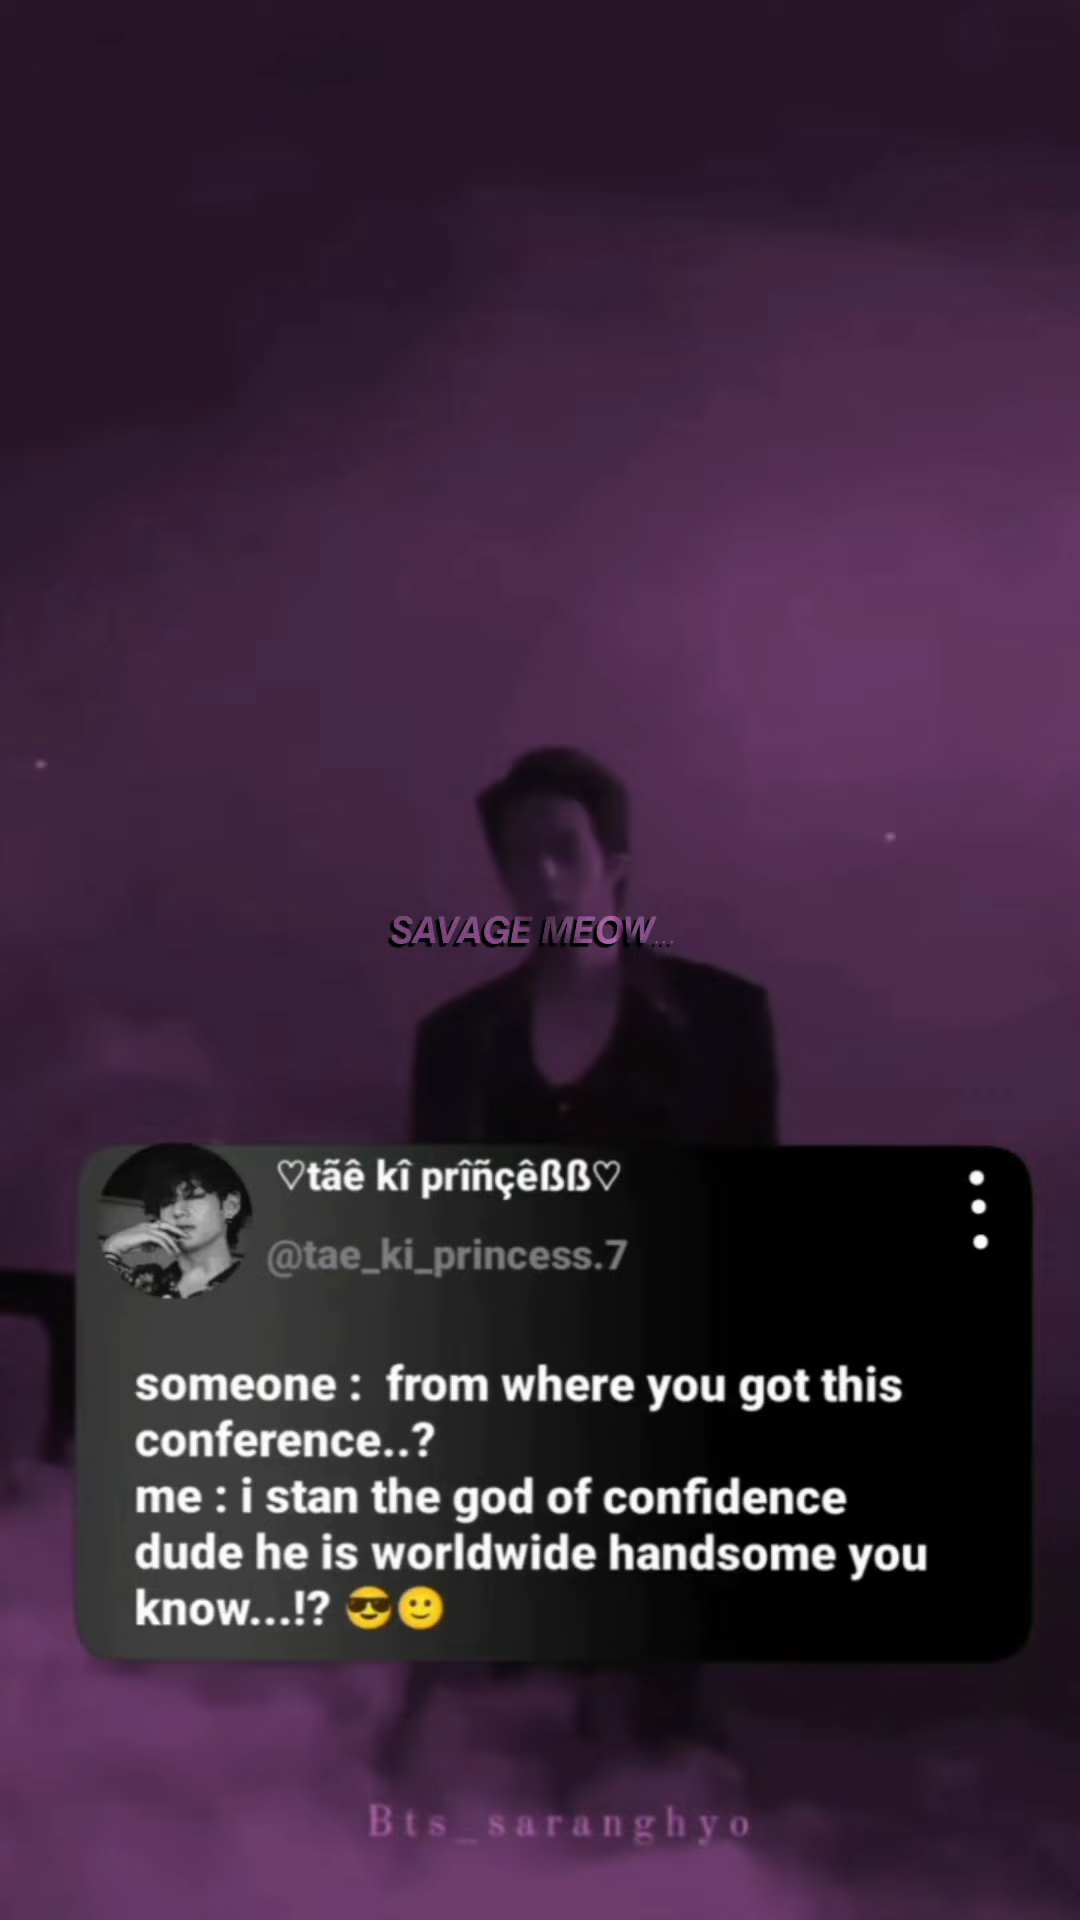 SAVAGE MEOW...
♡tãê kî prîñçêßß♡
@tae_ki_princess.7
someone :  from where you got this
conference..?
me : i stan the god of confidence
dude he is worldwide handsome you
know...!? 😎🙂
Bts_saranghyo